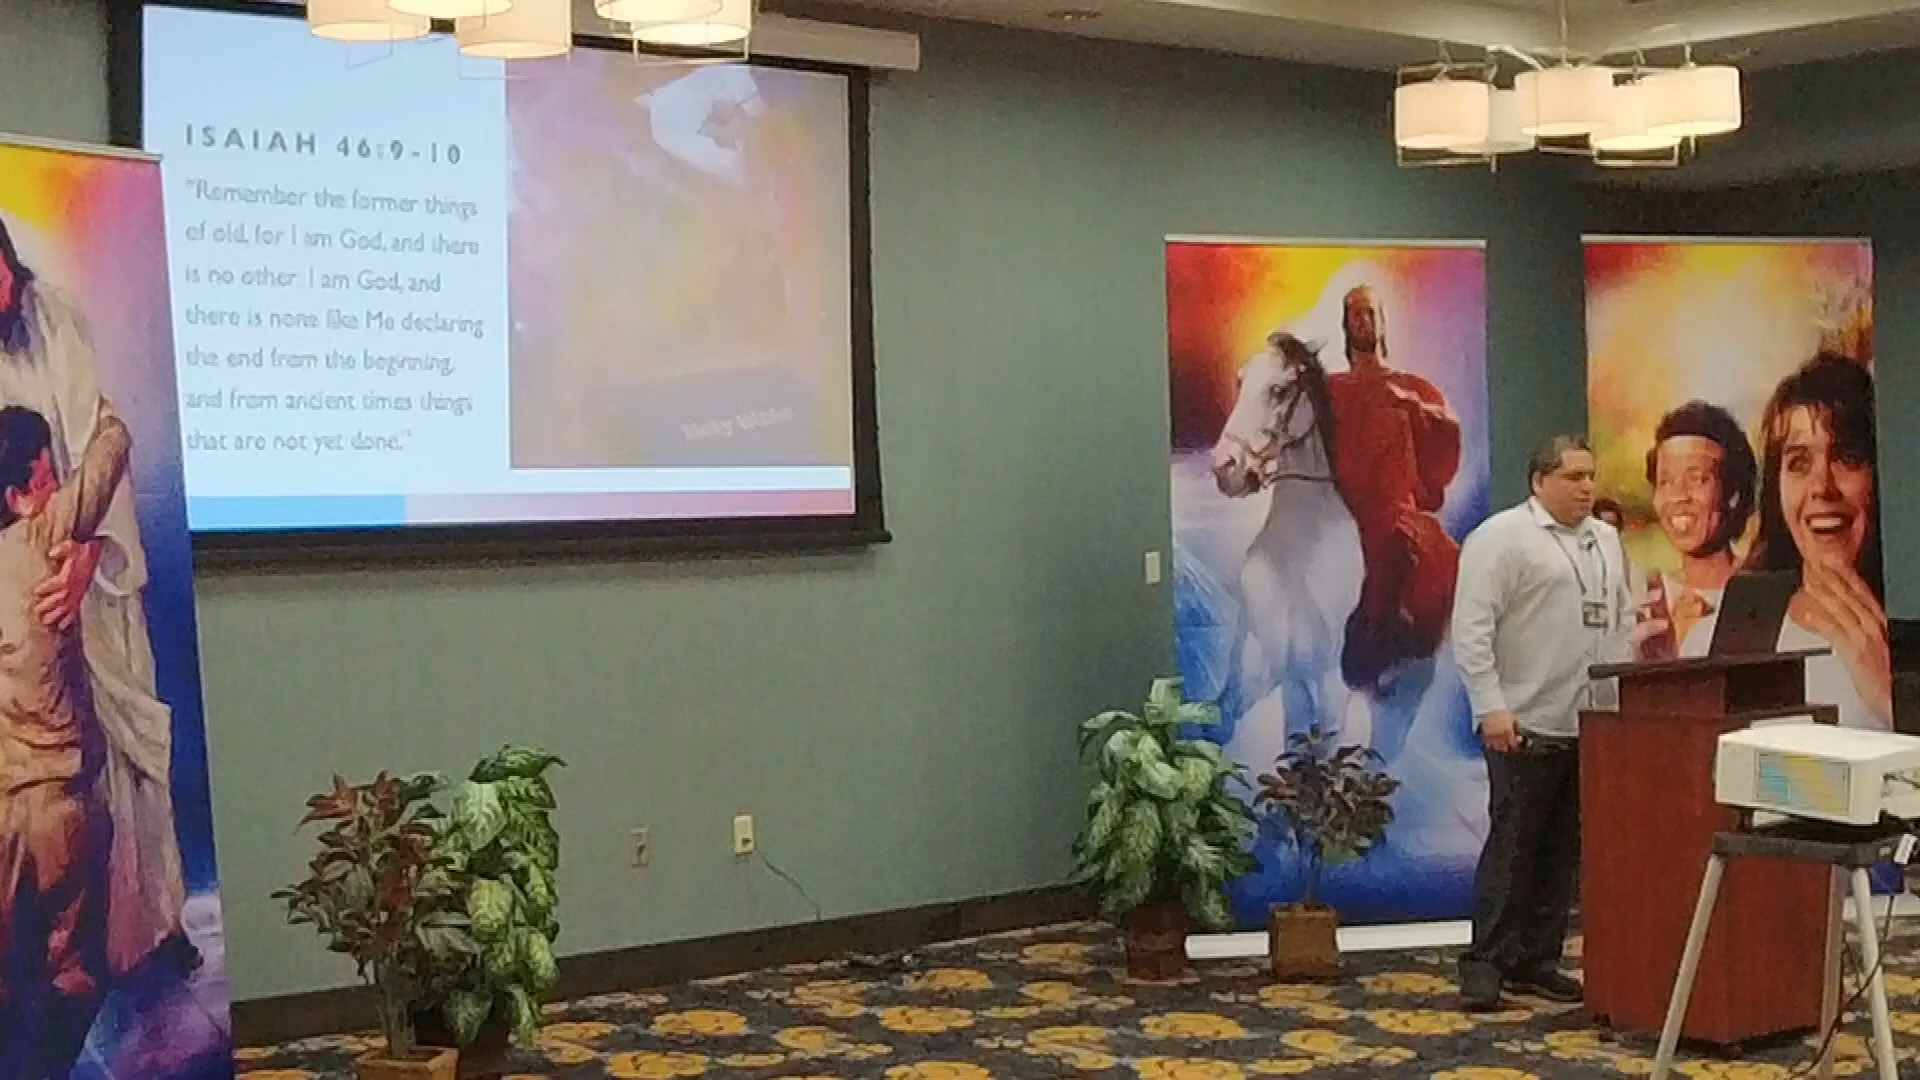 ISAIAH 46:9-10
"Remember the former things
of old, for I am God, and there
is no other; I am God, and
there is none like Me declaring
the end from the beginning,
and from ancient times things
that are not yet done."
Holy Bible